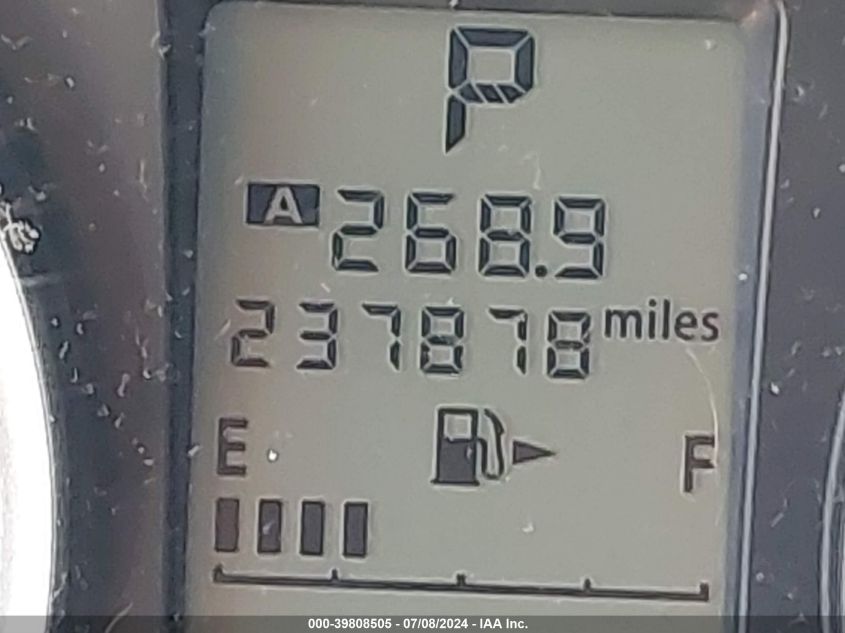 P
A 268.9
237878 miles
E F
000-39808505 - 07/08/2024 - IAA Inc.